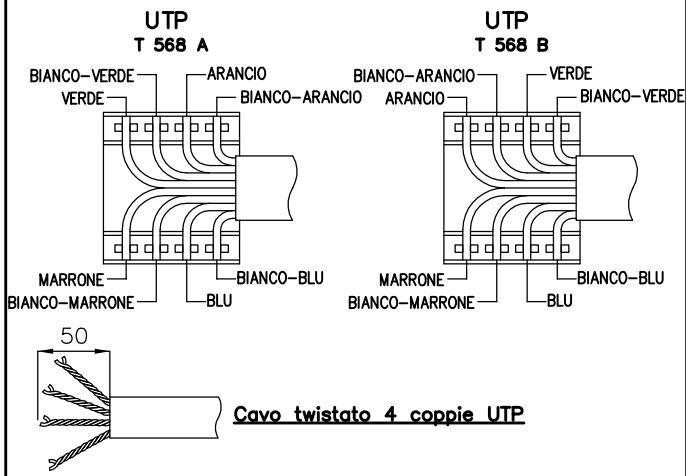 UTP
T 568 A
BIANCO-VERDE
ARANCIO
VERDE
BIANCO-ARANCIO
MARRONE
BIANCO-BLU
BIANCO-MARRONE
BLU
UTP
T 568 B
BIANCO-ARANCIO
VERDE
ARANCIO
BIANCO-VERDE
MARRONE
BIANCO-BLU
BIANCO-MARRONE
BLU
50
Cavo twistato 4 coppie UTP